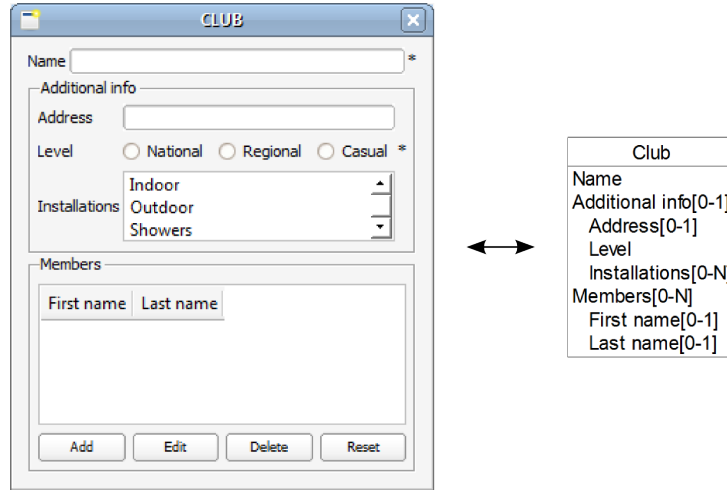 CLUB
Name *
Additional info
Address
Level National Regional Casual *
Installations
Indoor
Outdoor
Showers
Members
First name Last name
Add Edit Delete Reset
Club
Name
Additional info[0-1]
Address[0-1]
Level
Installations[0-N]
Members[0-N]
First name[0-1]
Last name[0-1]